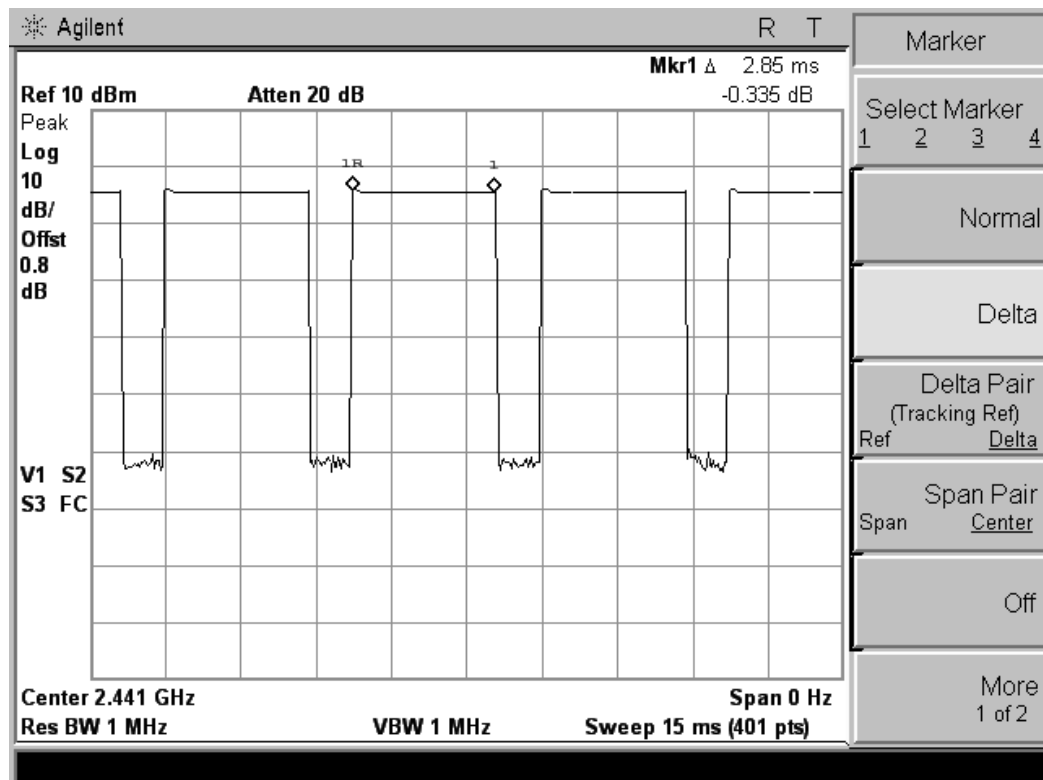 Agilent R T
Mkr1 Δ 2.85 ms
Ref 10 dBm Atten 20 dB -0.335 dB
Peak
Log
10
dB/
Offst
0.8
dB
1R 1
V1 S2
S3 FC
Center 2.441 GHz Span 0 Hz
Res BW 1 MHz VBW 1 MHz Sweep 15 ms (401 pts)
Marker
Select Marker
1 2 3 4
Normal
Delta
Delta Pair
(Tracking Ref)
Ref Delta
Span Pair
Span Center
Off
More
1 of 2